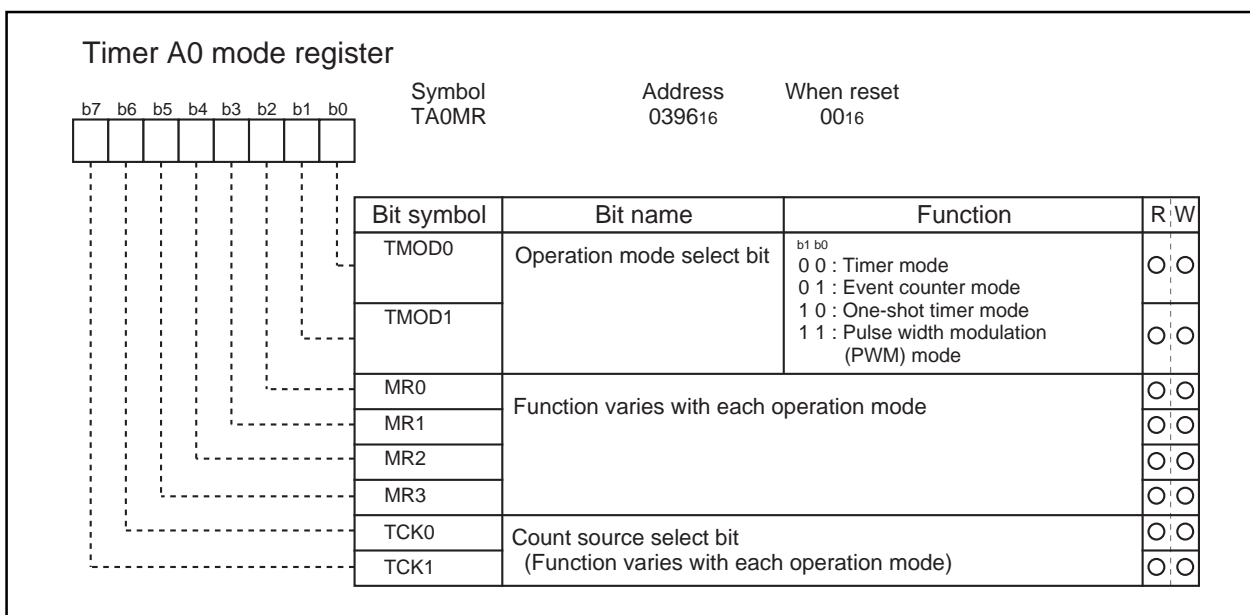 Timer A0 mode register
Symbol Address When reset
TA0MR 039616 0016
b7 b6 b5 b4 b3 b2 b1 b0
Bit symbol Bit name Function R W
TMOD0 Operation mode select bit b1 b0
0 0 : Timer mode
0 1 : Event counter mode
TMOD1 1 0 : One-shot timer mode
1 1 : Pulse width modulation
(PWM) mode
MR0 Function varies with each operation mode
MR1
MR2
MR3
TCK0 Count source select bit
TCK1 (Function varies with each operation mode)